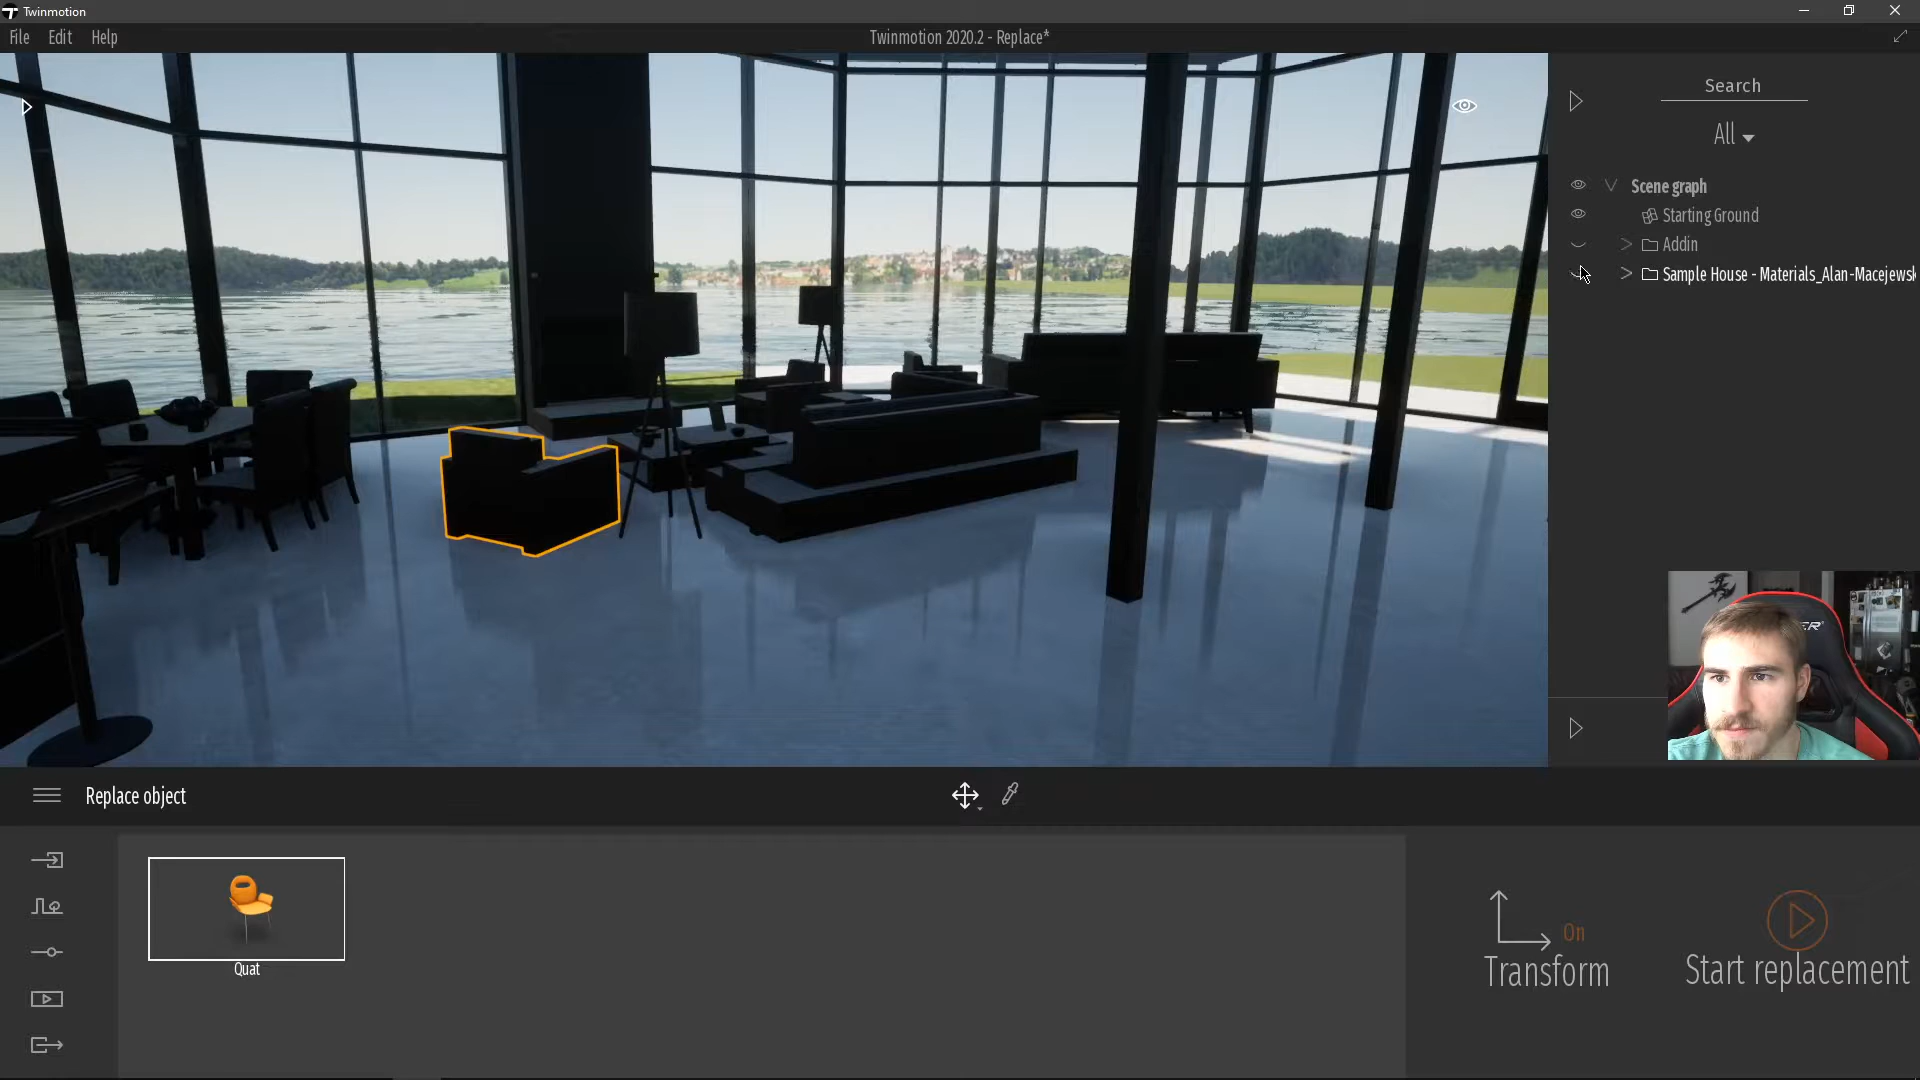 Twinmotion
File Edit Help
Twinmotion 2020.2 - Replace*
Search
All
Scene graph
Starting Ground
Addin
Sample House - Materials_Alan-Macejewsk
Replace object
Quat
On
Transform
Start replacement